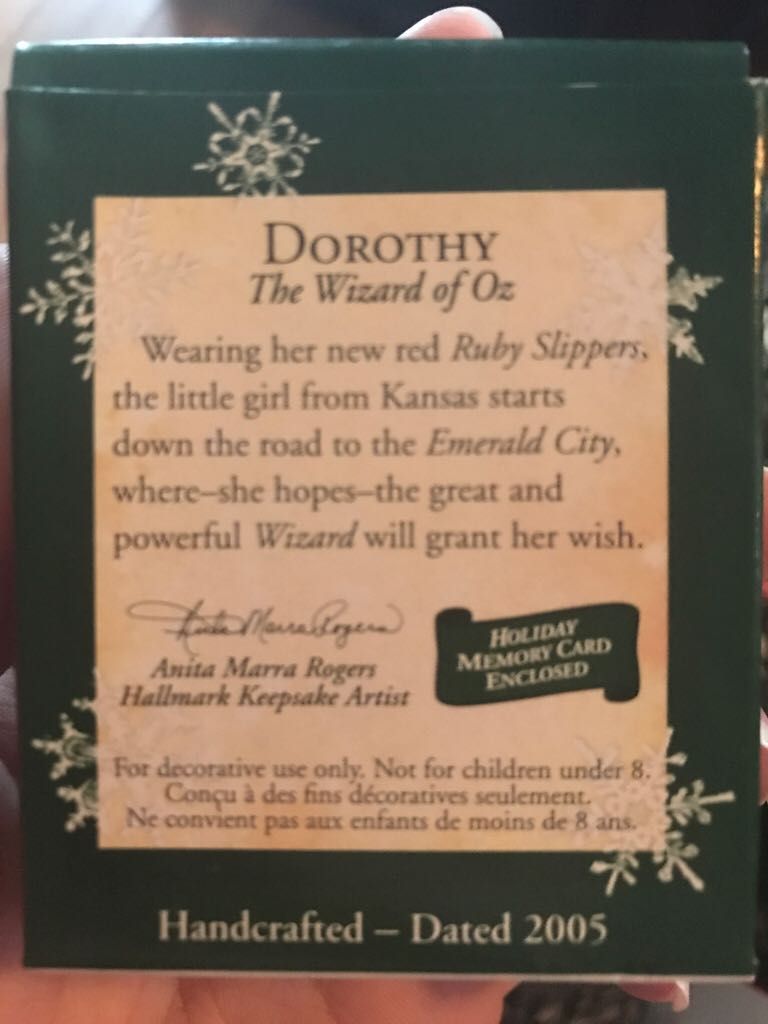 DOROTHY
The Wizard of Oz
Wearing her new red Ruby Slippers,
the little girl from Kansas starts
down the road to the Emerald City,
where–she hopes–the great and
powerful Wizard will grant her wish.
Anita Marra Rogers
Anita Marra Rogers
Hallmark Keepsake Artist
HOLIDAY
MEMORY CARD
ENCLOSED
For decorative use only. Not for children under 8.
Conçu à des fins décoratives seulement.
Ne convient pas aux enfants de moins de 8 ans.
Handcrafted – Dated 2005